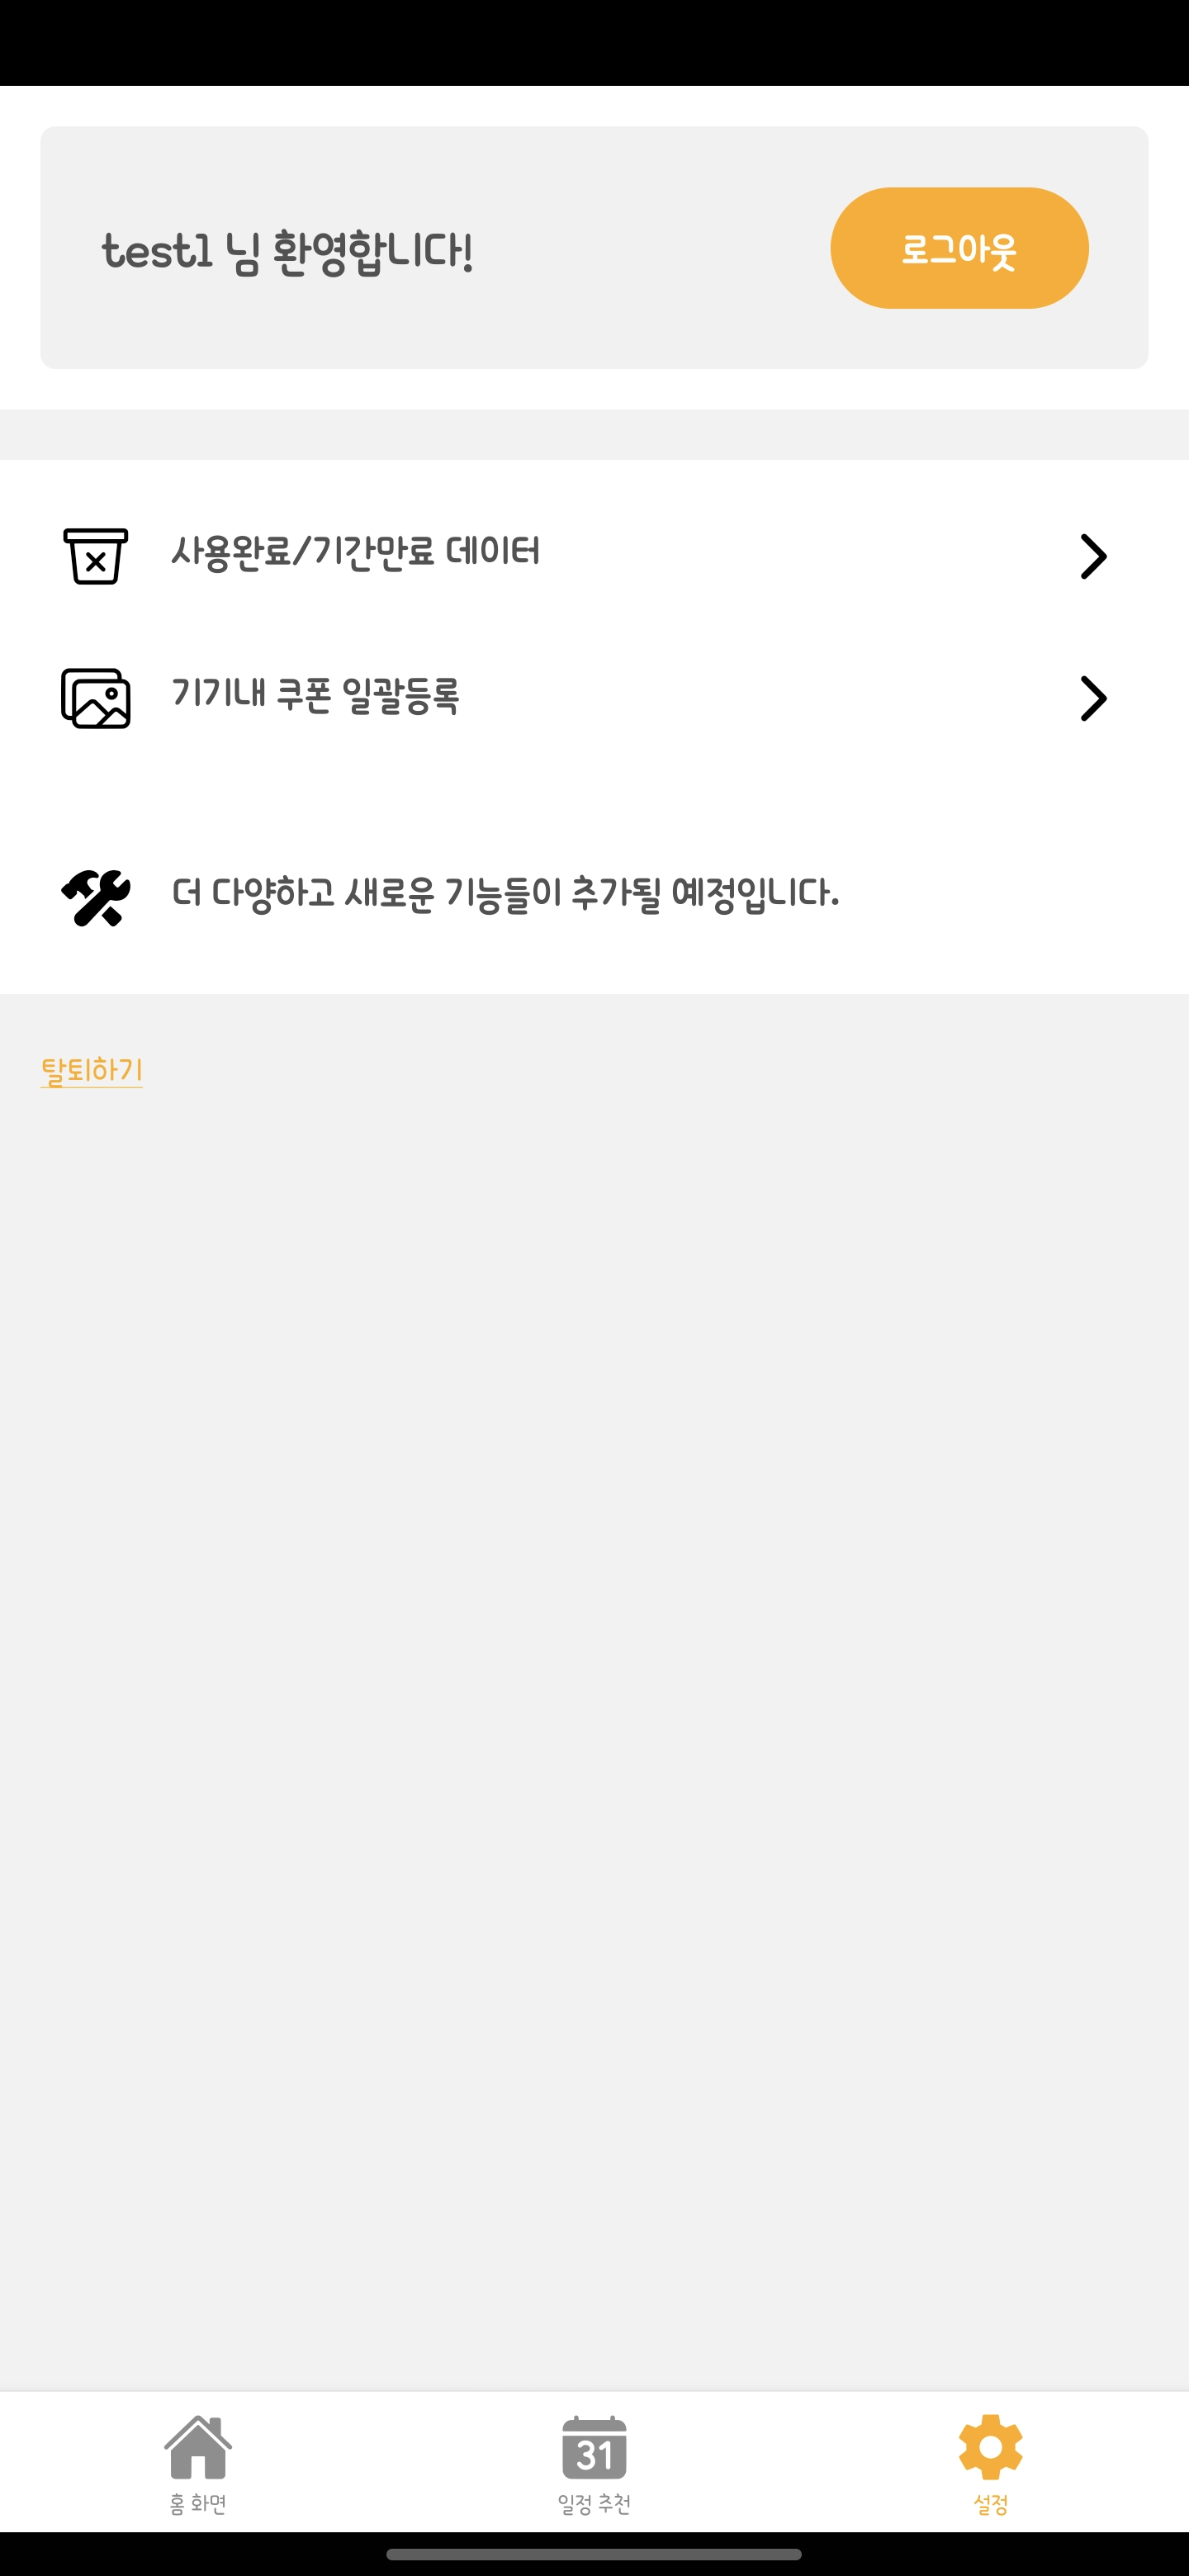 test1 님 환영합니다!
로그아웃
사용완료/기간만료 데이터
기기내 쿠폰 일괄등록
더 다양하고 새로운 기능들이 추가될 예정입니다.
탈퇴하기
31
홈 화면
일정 추천
설정